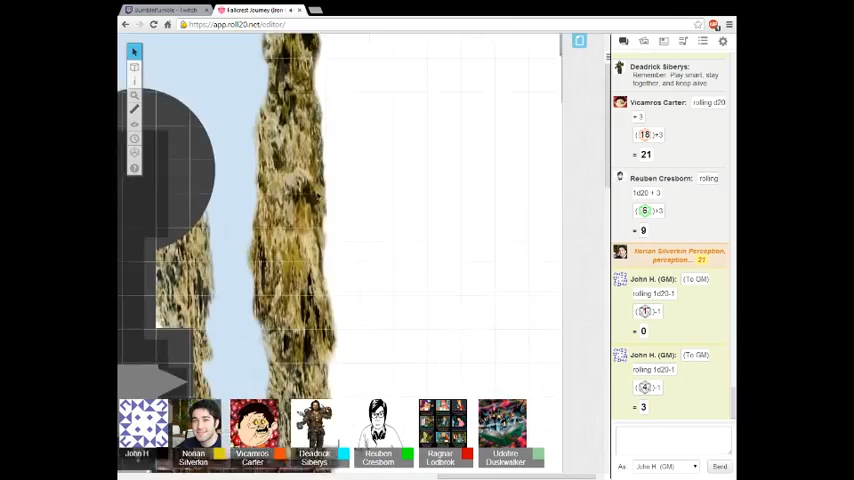 BumbleRumble - Twitch
Fallcrest Journey (Iron
https://app.roll20.net/editor/
Deadrick Siberys:
Remember. Play smart, stay
together, and keep alive
Vicamros Carter: rolling d20
+ 3
(18)+3
= 21
Reuben Cresborn: rolling
1d20 + 3
(6)+3
= 9
Norian Silverkin Perception,
perception... 21
John H. (GM): (To GM)
rolling 1d20-1
(1)-1
= 0
John H. (GM): (To GM)
rolling 1d20-1
(4)-1
= 3
John H
Norian
Silverkin
Vicamros
Carter
Deadrick
Siberys
Reuben
Cresborn
Ragnar
Lodbrok
Udofire
Duskwalker
As: John H. (GM) Send